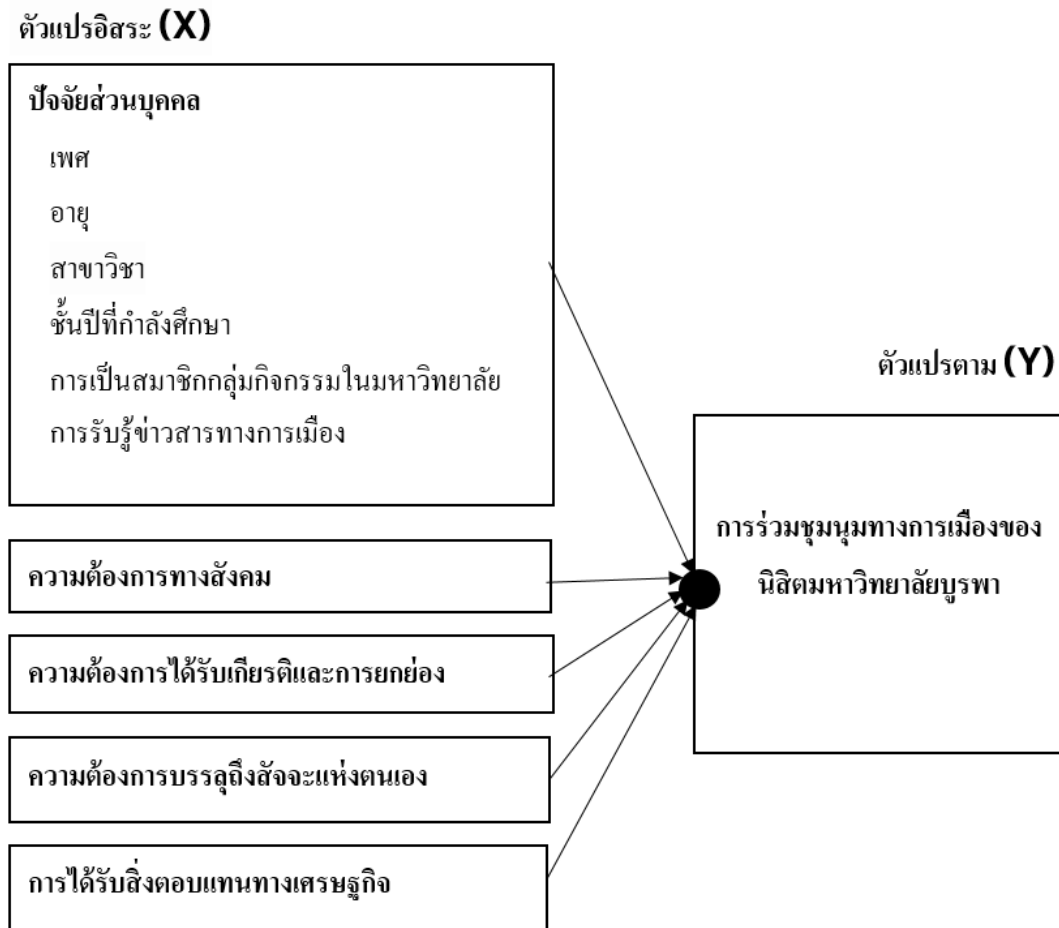 ตัวแปรอิสระ (X)
ปัจจัยส่วนบุคคล
เพศ
อายุ
สาขาวิชา
ชั้นปีที่กำลังศึกษา
การเป็นสมาชิกกลุ่มกิจกรรมในมหาวิทยาลัย
การรับรู้ข่าวสารทางการเมือง
ความต้องการทางสังคม
ความต้องการได้รับเกียรติและการยกย่อง
ความต้องการบรรลุถึงสัจจะแห่งตนเอง
การได้รับสิ่งตอบแทนทางเศรษฐกิจ
ตัวแปรตาม (Y)
การร่วมชุมนุมทางการเมืองของ
นิสิตมหาวิทยาลัยบูรพา